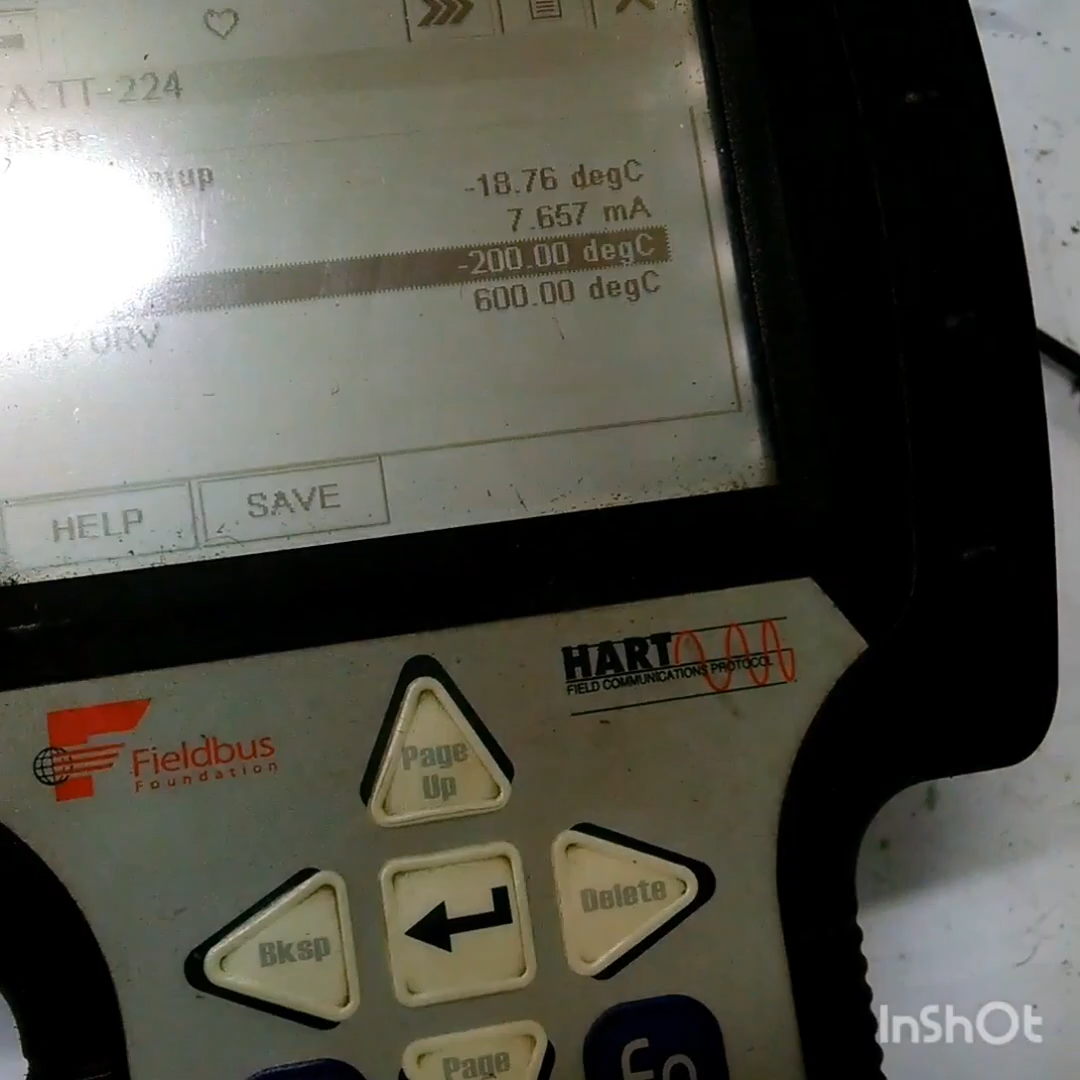 A.TT-224
-18.76 degC
7.657 mA
-200.00 degC
600.00 degC
URV
HELP
SAVE
HART
FIELD COMMUNICATIONS PROTOCOL
Fieldbus
Foundation
Page
Up
Bksp
Delete
Page
Fn
InShOt